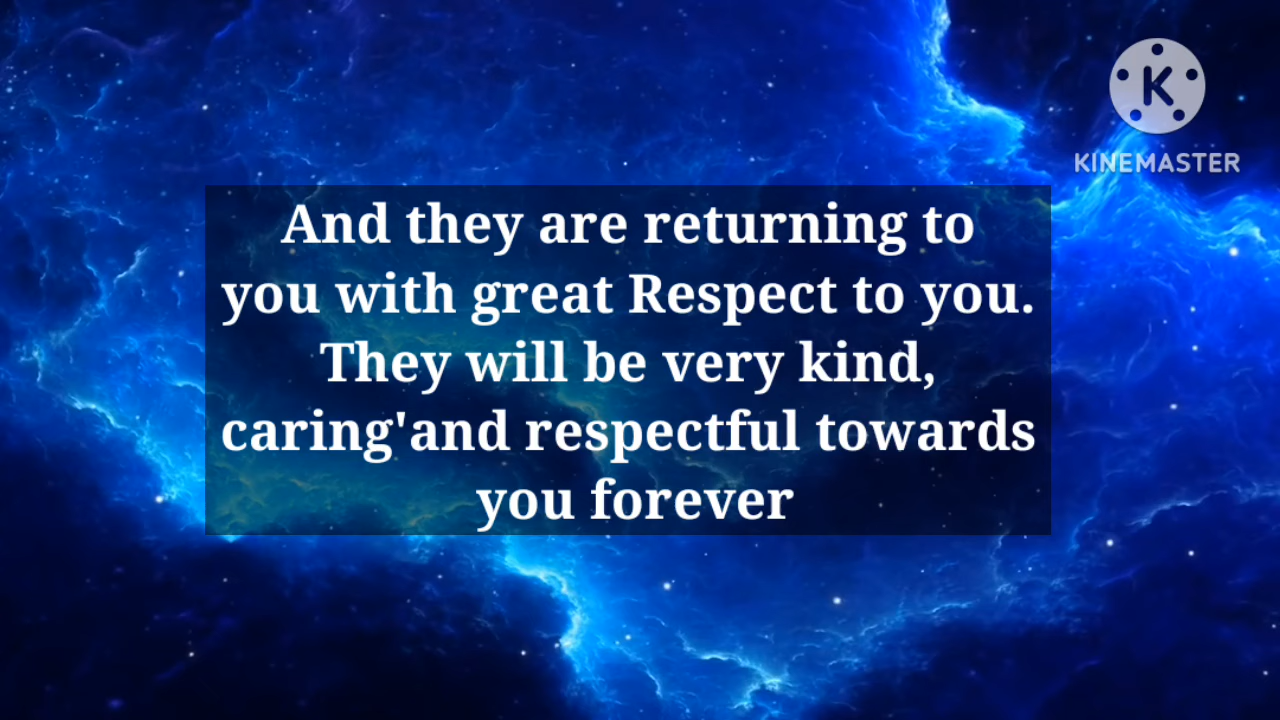 K
KINEMASTER
And they are returning to
you with great Respect to you.
They will be very kind,
caring'and respectful towards
you forever